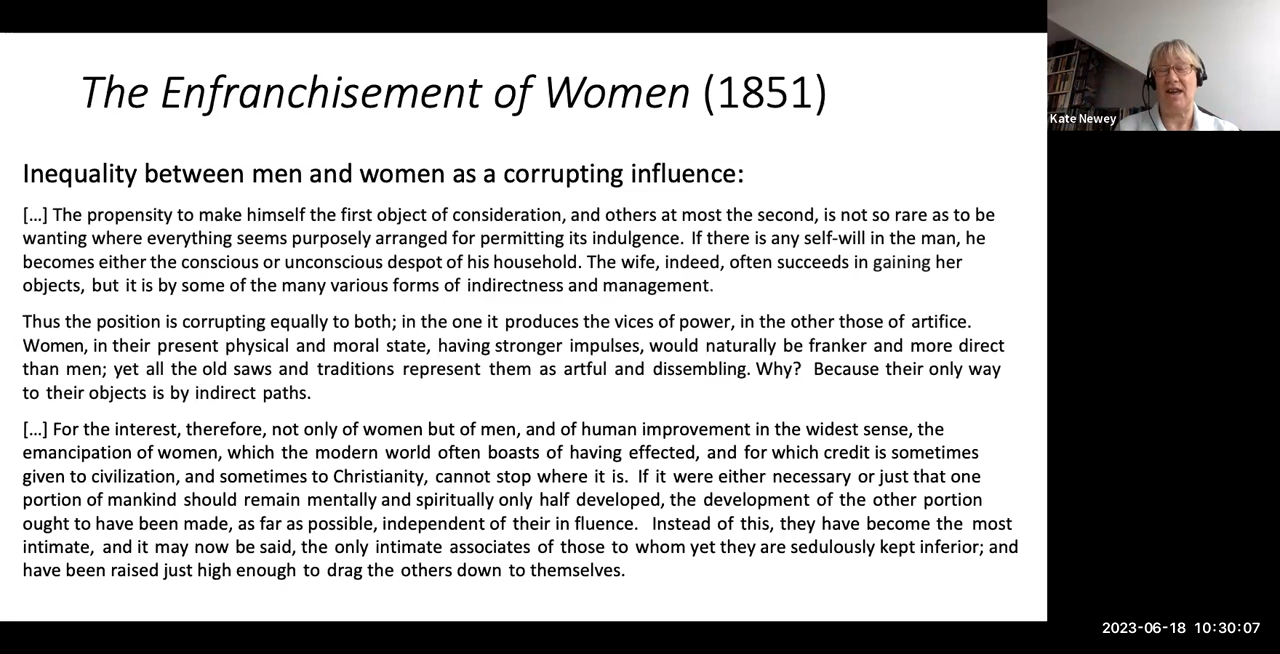 The Enfranchisement of Women (1851)
Inequality between men and women as a corrupting influence:
[...] The propensity to make himself the first object of consideration, and others at most the second, is not so rare as to be
wanting where everything seems purposely arranged for permitting its indulgence. If there is any self-will in the man, he
becomes either the conscious or unconscious despot of his household. The wife, indeed, often succeeds in gaining her
objects, but it is by some of the many various forms of indirectness and management.
Thus the position is corrupting equally to both; in the one it produces the vices of power, in the other those of artifice.
Women, in their present physical and moral state, having stronger impulses, would naturally be franker and more direct
than men; yet all the old saws and traditions represent them as artful and dissembling. Why? Because their only way
to their objects is by indirect paths.
[...] For the interest, therefore, not only of women but of men, and of human improvement in the widest sense, the
emancipation of women, which the modern world often boasts of having effected, and for which credit is sometimes
given to civilization, and sometimes to Christianity, cannot stop where it is. If it were either necessary or just that one
portion of mankind should remain mentally and spiritually only half developed, the development of the other portion
ought to have been made, as far as possible, independent of their in fluence. Instead of this, they have become the most
intimate, and it may now be said, the only intimate associates of those to whom yet they are sedulously kept inferior; and
have been raised just high enough to drag the others down to themselves.
Kate Newey
2023-06-18 10:30:07